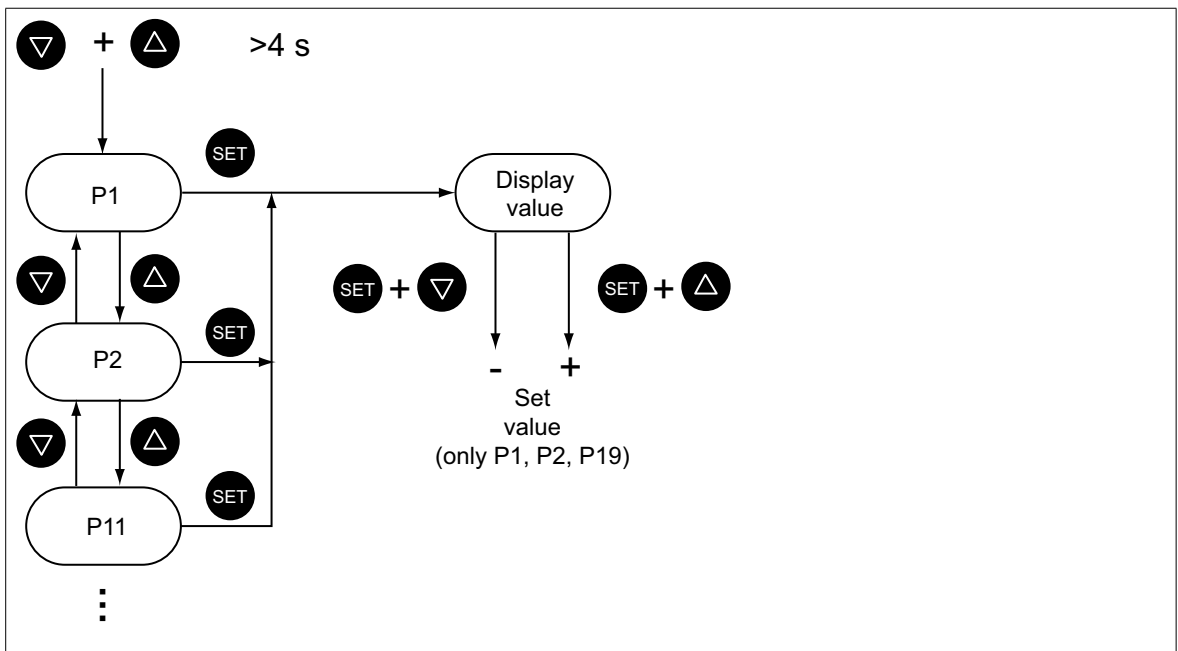 + >4 s
P1
SET
Display
value
SET + SET +
P2
SET
- +
Set
value
(only P1, P2, P19)
P11
SET
⋮